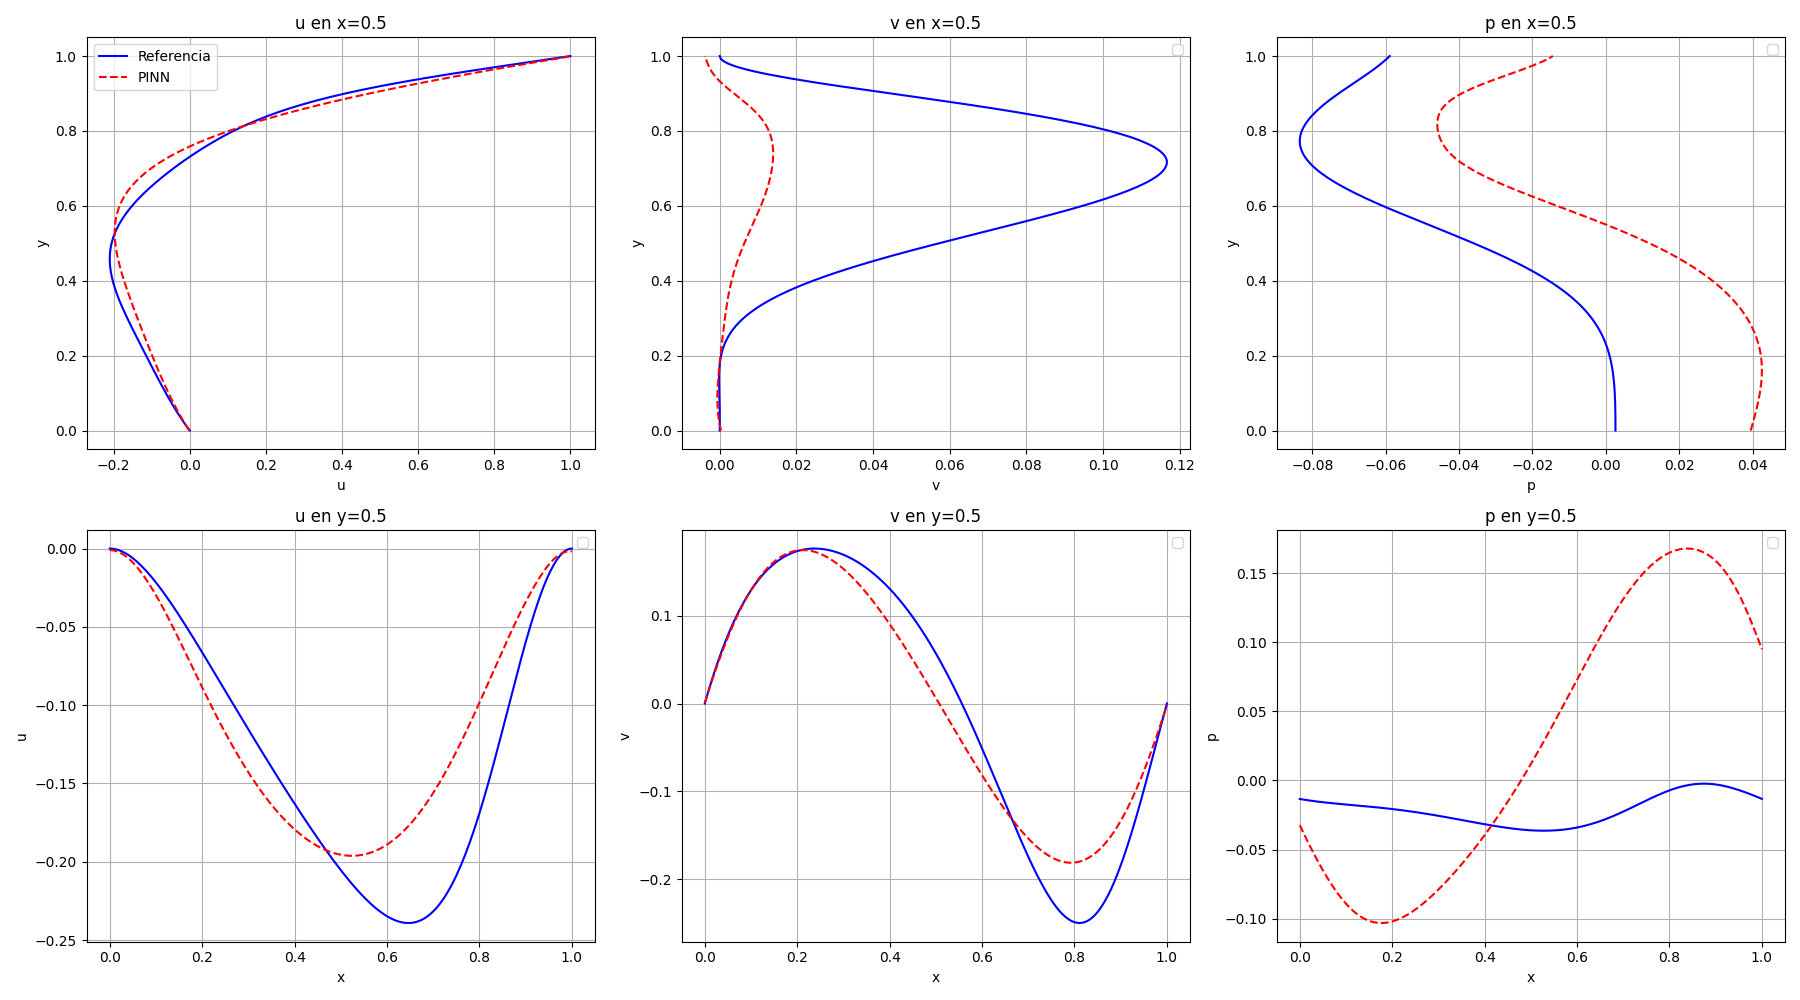 u en x=0.5
Referencia
PINN
1.0
0.8
0.6
0.4
0.2
0.0
y
−0.2 0.0 0.2 0.4 0.6 0.8 1.0
u
v en x=0.5
1.0
0.8
0.6
0.4
0.2
0.0
y
0.00 0.02 0.04 0.06 0.08 0.10 0.12
v
p en x=0.5
1.0
0.8
0.6
0.4
0.2
0.0
y
−0.08 −0.06 −0.04 −0.02 0.00 0.02 0.04
p
u en y=0.5
0.00
−0.05
−0.10
−0.15
−0.20
−0.25
u
0.0 0.2 0.4 0.6 0.8 1.0
x
v en y=0.5
0.1
0.0
−0.1
−0.2
v
0.0 0.2 0.4 0.6 0.8 1.0
x
p en y=0.5
0.15
0.10
0.05
0.00
−0.05
−0.10
p
0.0 0.2 0.4 0.6 0.8 1.0
x